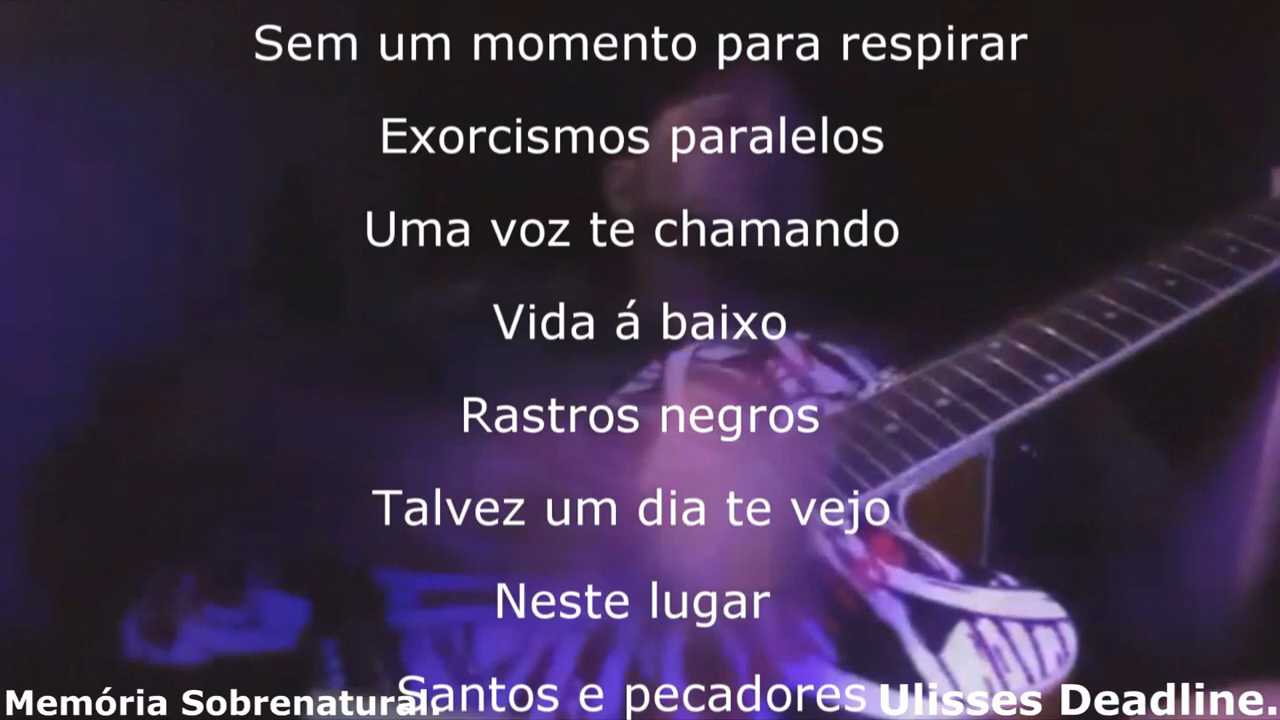 Sem um momento para respirar
Exorcismos paralelos
Uma voz te chamando
Vida á baixo
Rastros negros
Talvez um dia te vejo
Neste lugar
Santos e pecadores
Memória Sobrenatural.
Ulisses Deadline.